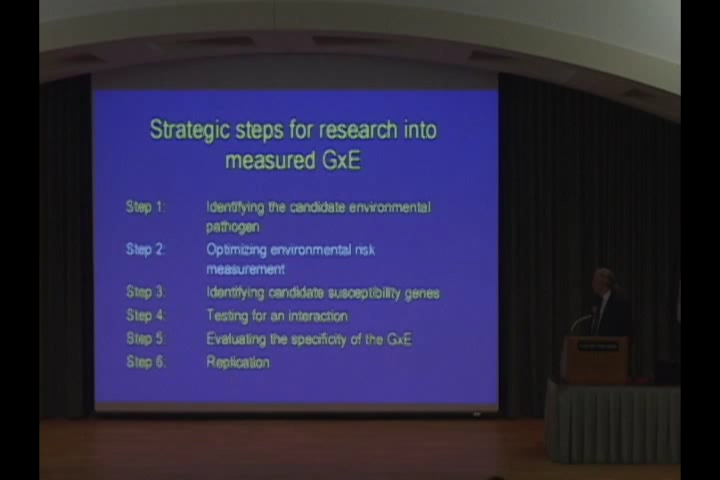 Strategic steps for research into
measured GxE
Step 1: Identifying the candidate environmental
pathogen
Step 2: Optimizing environmental risk
measurement
Step 3: Identifying candidate susceptibility genes
Step 4: Testing for an interaction
Step 5: Evaluating the specificity of the GxE
Step 6: Replication